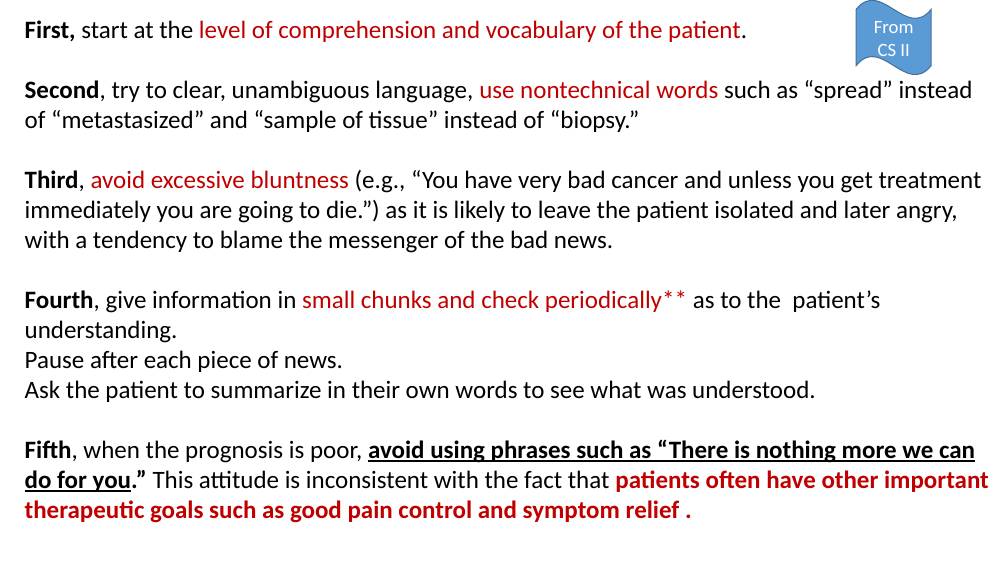 First, start at the level of comprehension and vocabulary of the patient.
From
CS II
Second, try to clear, unambiguous language, use nontechnical words such as “spread” instead
of “metastasized” and “sample of tissue” instead of “biopsy.”
Third, avoid excessive bluntness (e.g., “You have very bad cancer and unless you get treatment
immediately you are going to die.”) as it is likely to leave the patient isolated and later angry,
with a tendency to blame the messenger of the bad news.
Fourth, give information in small chunks and check periodically** as to the  patient’s
understanding.
Pause after each piece of news.
Ask the patient to summarize in their own words to see what was understood.
Fifth, when the prognosis is poor, avoid using phrases such as “There is nothing more we can
do for you.” This attitude is inconsistent with the fact that patients often have other important
therapeutic goals such as good pain control and symptom relief .